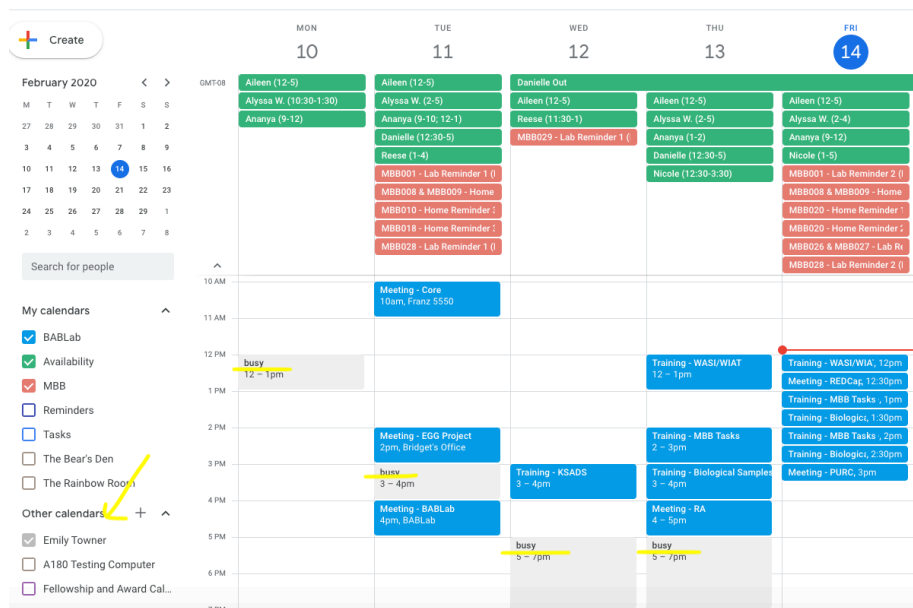 Create
February 2020
M T W T F S S
27 28 29 30 31 1 2
3 4 5 6 7 8 9
10 11 12 13 14 15 16
17 18 19 20 21 22 23
24 25 26 27 28 29 1
2 3 4 5 6 7 8
Search for people
My calendars
BABLab
Availability
MBB
Reminders
Tasks
The Bear's Den
The Rainbow Room
Other calendars
Emily Towner
A180 Testing Computer
Fellowship and Award Cal...
GMT-08
10 AM
11 AM
12 PM
1 PM
2 PM
3 PM
4 PM
5 PM
6 PM
MON
10
Aileen (12-5)
Alyssa W. (10:30-1:30)
Ananya (9-12)
busy
12 – 1pm
TUE
11
Aileen (12-5)
Alyssa W. (2-5)
Ananya (9-10; 12-1)
Danielle (12:30-5)
Reese (1-4)
MBB001 - Lab Reminder 1 (
MBB008 & MBB009 - Home
MBB010 - Home Reminder
MBB018 - Home Reminder
MBB028 - Lab Reminder 1 (
Meeting - Core
10am, Franz 5550
Meeting - EGG Project
2pm, Bridget's Office
busy
3 – 4pm
Meeting - BABLab
4pm, BABLab
WED
12
Danielle Out
Aileen (12-5)
Reese (11:30-1)
MBB029 - Lab Reminder 1 (
Training - KSADS
3 – 4pm
busy
5 – 7pm
THU
13
Aileen (12-5)
Alyssa W. (2-5)
Ananya (1-2)
Danielle (12:30-5)
Nicole (12:30-3:30)
Training - WASI/WIAT
12 – 1pm
Training - MBB Tasks
2 – 3pm
Training - Biological Samples
3 – 4pm
Meeting - RA
4 – 5pm
busy
5 – 7pm
FRI
14
Aileen (12-5)
Alyssa W. (2-4)
Ananya (9-12)
Nicole (1-5)
MBB001 - Lab Reminder 2 (
MBB008 & MBB009 - Home
MBB020 - Home Reminder
MBB020 - Home Reminder
MBB026 & MBB027 - Lab
MBB028 - Lab Reminder 2 (
Training - WASI/WIA, 12pm
Meeting - REDCap, 12:30pm
Training - MBB Tasks , 1pm
Training - Biologica, 1:30pm
Training - MBB Tasks , 2pm
Training - Biologica, 2:30pm
Meeting - PURC, 3pm